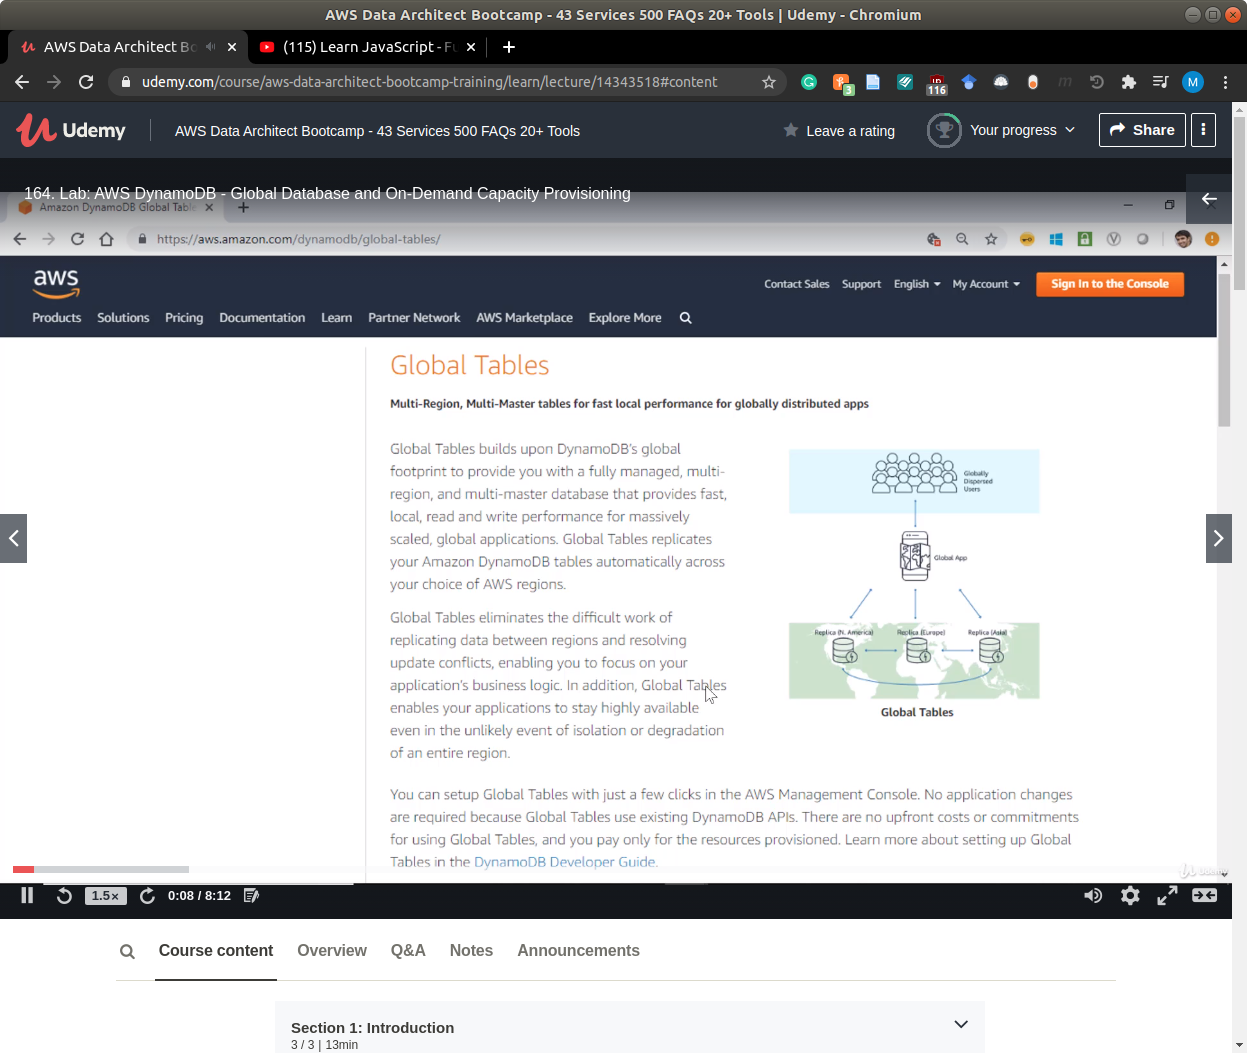 AWS Data Architect Bootcamp - 43 Services 500 FAQs 20+ Tools | Udemy - Chromium
AWS Data Architect Bo
(115) Learn JavaScript - Fu
udemy.com/course/aws-data-architect-bootcamp-training/learn/lecture/14343518#content
3
116
M
Udemy
AWS Data Architect Bootcamp - 43 Services 500 FAQs 20+ Tools
Leave a rating
Your progress
Share
164. Lab: AWS DynamoDB - Global Database and On-Demand Capacity Provisioning
Amazon DynamoDB Global Table
https://aws.amazon.com/dynamodb/global-tables/
aws
Contact Sales Support English My Account Sign In to the Console
Products Solutions Pricing Documentation Learn Partner Network AWS Marketplace Explore More
Global Tables
Multi-Region, Multi-Master tables for fast local performance for globally distributed apps
Global Tables builds upon DynamoDB's global
footprint to provide you with a fully managed, multi-
region, and multi-master database that provides fast,
local, read and write performance for massively
scaled, global applications. Global Tables replicates
your Amazon DynamoDB tables automatically across
your choice of AWS regions.
Global Tables eliminates the difficult work of
replicating data between regions and resolving
update conflicts, enabling you to focus on your
application's business logic. In addition, Global Tables
enables your applications to stay highly available
even in the unlikely event of isolation or degradation
of an entire region.
Globally
Dispersed
Users
Global App
Replica (N. America) Replica (Europe) Replica (Asia)
Global Tables
You can setup Global Tables with just a few clicks in the AWS Management Console. No application changes
are required because Global Tables use existing DynamoDB APIs. There are no upfront costs or commitments
for using Global Tables, and you pay only for the resources provisioned. Learn more about setting up Global
Tables in the DynamoDB Developer Guide.
Udemy
1.5×
0:08 / 8:12
Course content Overview Q&A Notes Announcements
Section 1: Introduction
3 / 3 | 13min